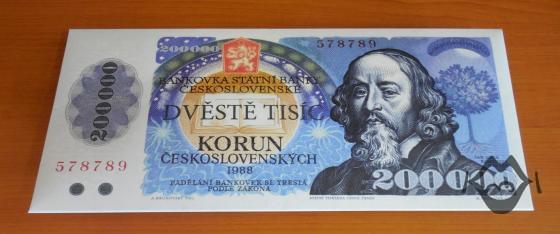 200000
578789
BANKOVKA STÁTNÍ BANKY
ČESKOSLOVENSKÉ
200000
DVĚSTĚ TISÍC
KORUN
ČESKOSLOVENSKÝCH
578789
1988
PADĚLÁNÍ BANKOVEK SE TRESTÁ
PODLE ZÁKONA
200000